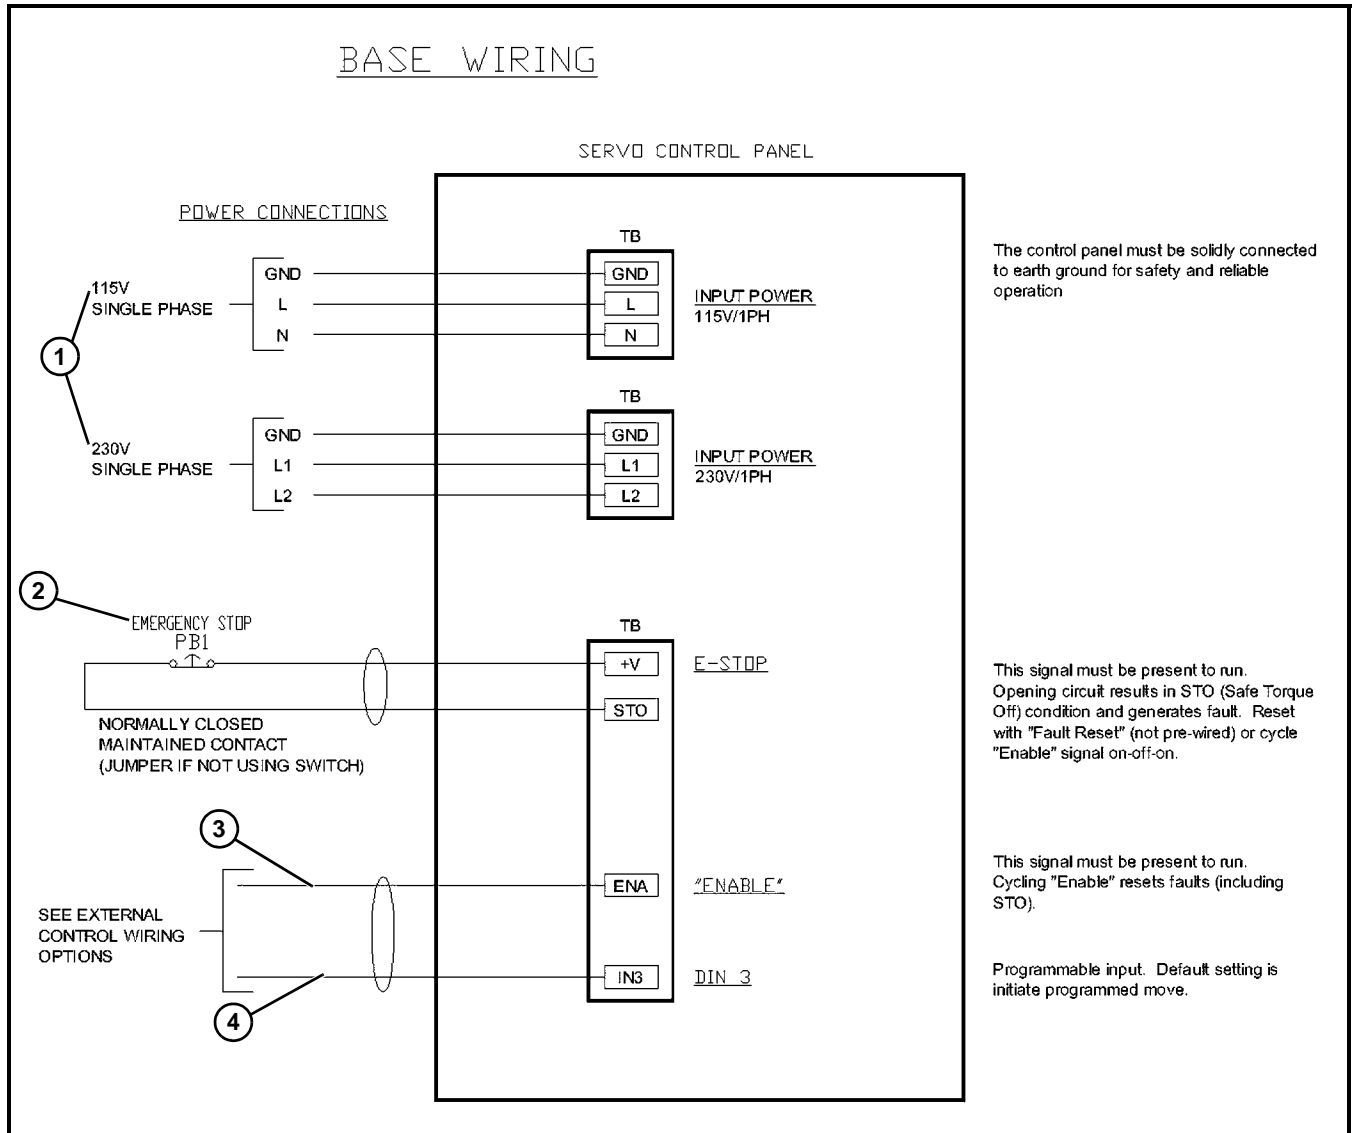 BASE WIRING
SERVO CONTROL PANEL
POWER CONNECTIONS
TB
GND
L
N
115V
SINGLE PHASE
1
GND
L
N
INPUT POWER
115V/1PH
The control panel must be solidly connected
to earth ground for safety and reliable
operation
TB
230V
SINGLE PHASE
GND
L1
L2
GND
L1
L2
INPUT POWER
230V/1PH
2
EMERGENCY STOP
PB1
NORMALLY CLOSED
MAINTAINED CONTACT
(JUMPER IF NOT USING SWITCH)
TB
+V
STO
E-STOP
This signal must be present to run.
Opening circuit results in STO (Safe Torque
Off) condition and generates fault. Reset
with "Fault Reset" (not pre-wired) or cycle
"Enable" signal on-off-on.
3
SEE EXTERNAL
CONTROL WIRING
OPTIONS
4
ENA
"ENABLE"
This signal must be present to run.
Cycling "Enable" resets faults (including
STO).
IN3
DIN 3
Programmable input. Default setting is
initiate programmed move.